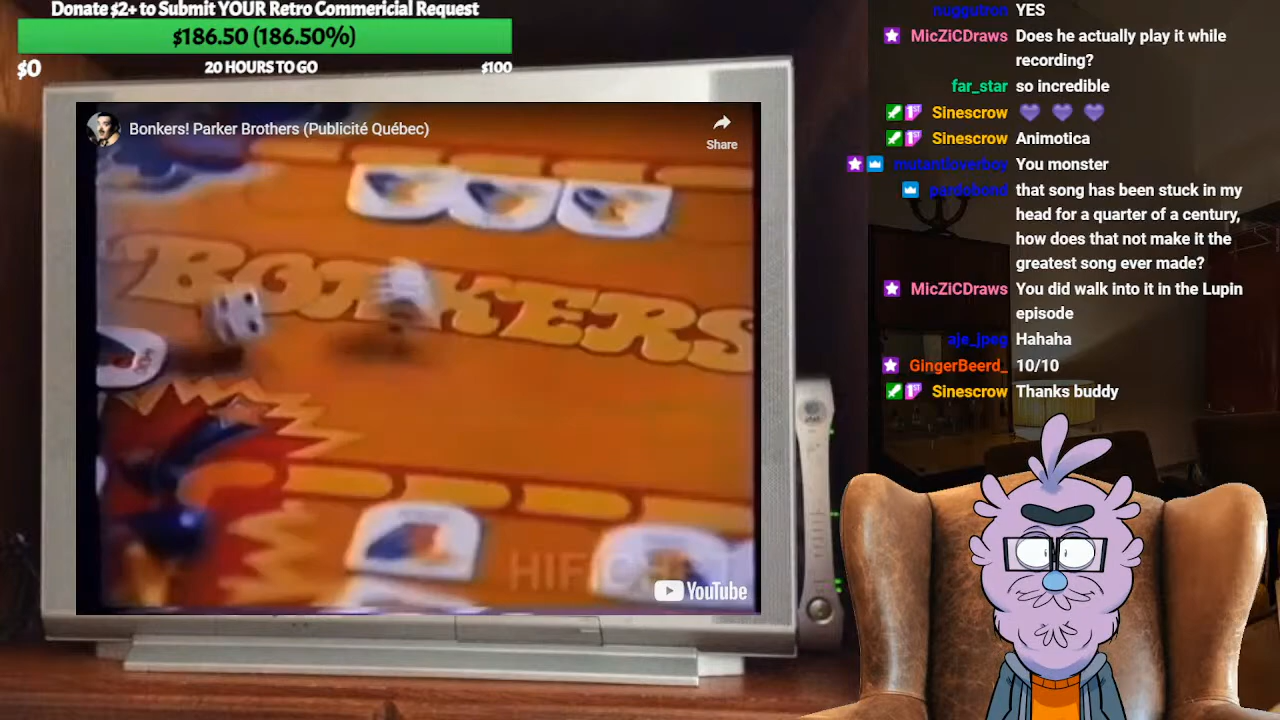 Donate $2+ to Submit YOUR Retro Commericial Request
$186.50 (186.50%)
$0
20 HOURS TO GO
$100
Bonkers! Parker Brothers (Publicité Québec)
Share
BONKERS
HIFI
YouTube
nuggutron YES
MicZiCDraws Does he actually play it while
recording?
far_star so incredible
Sinescrow
Sinescrow Animotica
mutantloverboy You monster
pardobond that song has been stuck in my
head for a quarter of a century,
how does that not make it the
greatest song ever made?
MicZiCDraws You did walk into it in the Lupin
episode
aje_jpeg Hahaha
GingerBeerd_ 10/10
Sinescrow Thanks buddy